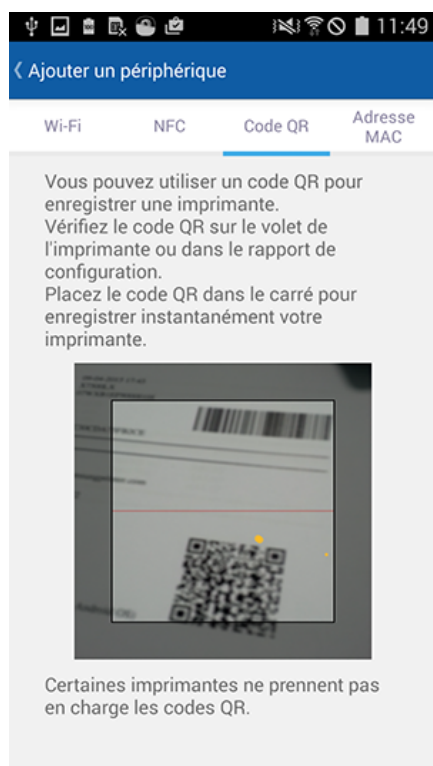 11:49
Ajouter un périphérique
Wi-Fi
NFC
Code QR
Adresse
MAC
Vous pouvez utiliser un code QR pour
enregistrer une imprimante.
Vérifiez le code QR sur le volet de
l'imprimante ou dans le rapport de
configuration.
Placez le code QR dans le carré pour
enregistrer instantanément votre
imprimante.
Certaines imprimantes ne prennent pas
en charge les codes QR.